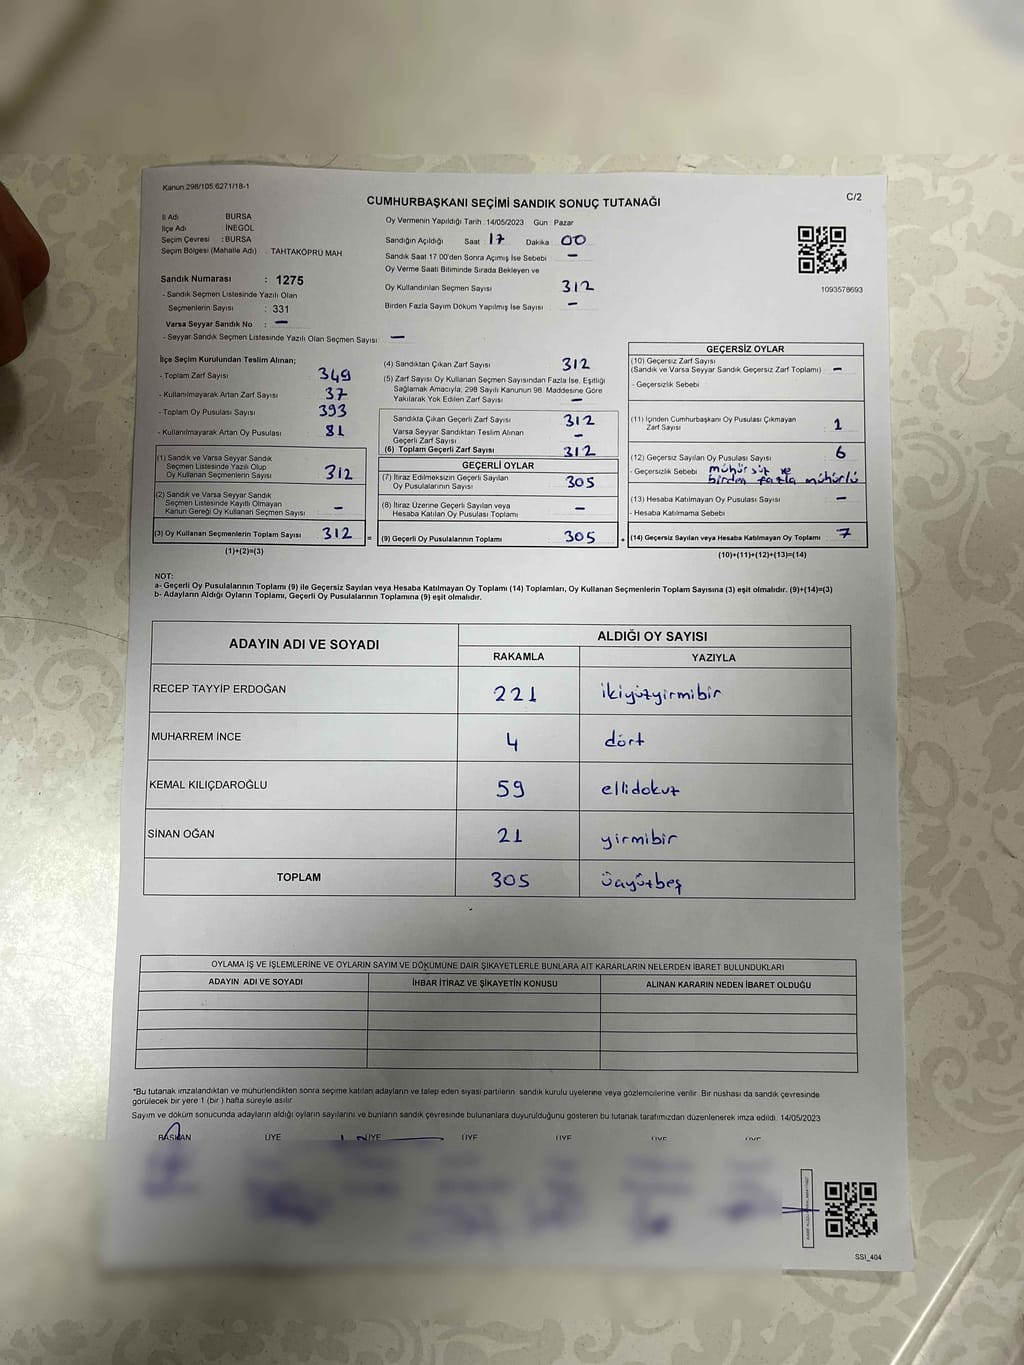 Kanun:298/105,6271/18-1
CUMHURBAŞKANI SEÇİMİ SANDIK SONUÇ TUTANAĞI
C/2
İl Adı BURSA
İlçe Adı İNEGÖL
Seçim Çevresi : BURSA
Seçim Bölgesi (Mahalle Adı) : TAHTAKÖPRÜ MAH
Oy Vermenin Yapıldığı Tarih :14/05/2023 Gün : Pazar
Sandığın Açıldığı Saat : 17 Dakika : 00
Sandık Saat 17.00'den Sonra Açılmış İse Sebebi : —
Oy Verme Saati Bitiminde Sırada Bekleyen ve
Oy Kullandırılan Seçmen Sayısı : 312
Birden Fazla Sayım Döküm Yapılmış İse Sayısı : —
1093578693
Sandık Numarası : 1275
- Sandık Seçmen Listesinde Yazılı Olan
Seçmenlerin Sayısı : 331
Varsa Seyyar Sandık No : —
- Seyyar Sandık Seçmen Listesinde Yazılı Olan Seçmen Sayısı : —
İlçe Seçim Kurulundan Teslim Alınan;
- Toplam Zarf Sayısı : 349
- Kullanılmayarak Artan Zarf Sayısı : 37
- Toplam Oy Pusulası Sayısı : 393
- Kullanılmayarak Artan Oy Pusulası : 81
(1) Sandık ve Varsa Seyyar Sandık
Seçmen Listesinde Yazılı Olup
Oy Kullanan Seçmenlerin Sayısı : 312
(2) Sandık ve Varsa Seyyar Sandık
Seçmen Listesinde Kayıtlı Olmayan
Kanun Gereği Oy Kullanan Seçmen Sayısı : —
(3) Oy Kullanan Seçmenlerin Toplam Sayısı : 312
(1)+(2)=(3)
(4) Sandıktan Çıkan Zarf Sayısı : 312
(5) Zarf Sayısı Oy Kullanan Seçmen Sayısından Fazla İse, Eşitliği
Sağlamak Amacıyla, 298 Sayılı Kanunun 98. Maddesine Göre
Yakılarak Yok Edilen Zarf Sayısı : —
Sandıkta Çıkan Geçerli Zarf Sayısı : 312
Varsa Seyyar Sandıktan Teslim Alınan
Geçerli Zarf Sayısı : —
(6) Toplam Geçerli Zarf Sayısı : 312
GEÇERLİ OYLAR
(7) İtiraz Edilmeksizin Geçerli Sayılan
Oy Pusulalarının Sayısı : 305
(8) İtiraz Üzerine Geçerli Sayılan veya
Hesaba Katılan Oy Pusulası Toplamı : —
= (9) Geçerli Oy Pusulalarının Toplamı : 305 +
GEÇERSİZ OYLAR
(10) Geçersiz Zarf Sayısı
(Sandık ve Varsa Seyyar Sandık Geçersiz Zarf Toplamı) : —
- Geçersizlik Sebebi
(11) İçinden Cumhurbaşkanı Oy Pusulası Çıkmayan
Zarf Sayısı : 1
(12) Geçersiz Sayılan Oy Pusulası Sayısı : 6
- Geçersizlik Sebebi : mühürsüz ve
birden fazla mühürlü
(13) Hesaba Katılmayan Oy Pusulası Sayısı : —
- Hesaba Katılmama Sebebi
(14) Geçersiz Sayılan veya Hesaba Katılmayan Oy Toplamı : 7
(10)+(11)+(12)+(13)=(14)
NOT:
a- Geçerli Oy Pusulalarının Toplamı (9) ile Geçersiz Sayılan veya Hesaba Katılmayan Oy Toplamı (14) Toplamları, Oy Kullanan Seçmenlerin Toplam Sayısına (3) eşit olmalıdır. (9)+(14)=(3)
b- Adayların Aldığı Oyların Toplamı, Geçerli Oy Pusulalarının Toplamına (9) eşit olmalıdır.
ADAYIN ADI VE SOYADI ALDIĞI OY SAYISI
RAKAMLA YAZIYLA
RECEP TAYYİP ERDOĞAN 221 ikiyüzyirmibir
MUHARREM İNCE 4 dört
KEMAL KILIÇDAROĞLU 59 ellidokuz
SİNAN OĞAN 21 yirmibir
TOPLAM 305 üçyüzbeş
OYLAMA İŞ VE İŞLEMLERİNE VE OYLARIN SAYIM VE DÖKÜMÜNE DAİR ŞİKAYETLERLE BUNLARA AİT KARARLARIN NELERDEN İBARET BULUNDUKLARI
ADAYIN ADI VE SOYADI İHBAR İTİRAZ VE ŞİKAYETİN KONUSU ALINAN KARARIN NEDEN İBARET OLDUĞU
*Bu tutanak imzalandıktan ve mühürlendikten sonra seçime katılan adayların ve talep eden siyasi partilerin sandık kurulu üyelerine veya gözlemcilerine verilir. Bir nüshası da sandık çevresinde
görülecek bir yere 1 (bir ) hafta süreyle asılır.
Sayım ve döküm sonucunda adayların aldığı oyların sayılarını ve bunların sandık çevresinde bulunanlara duyurulduğunu gösteren bu tutanak tarafımızdan düzenlenerek imza edildi. 14/05/2023
BAŞKAN ÜYE ÜYE ÜYE ÜYE ÜYE ÜYE
SSI_404